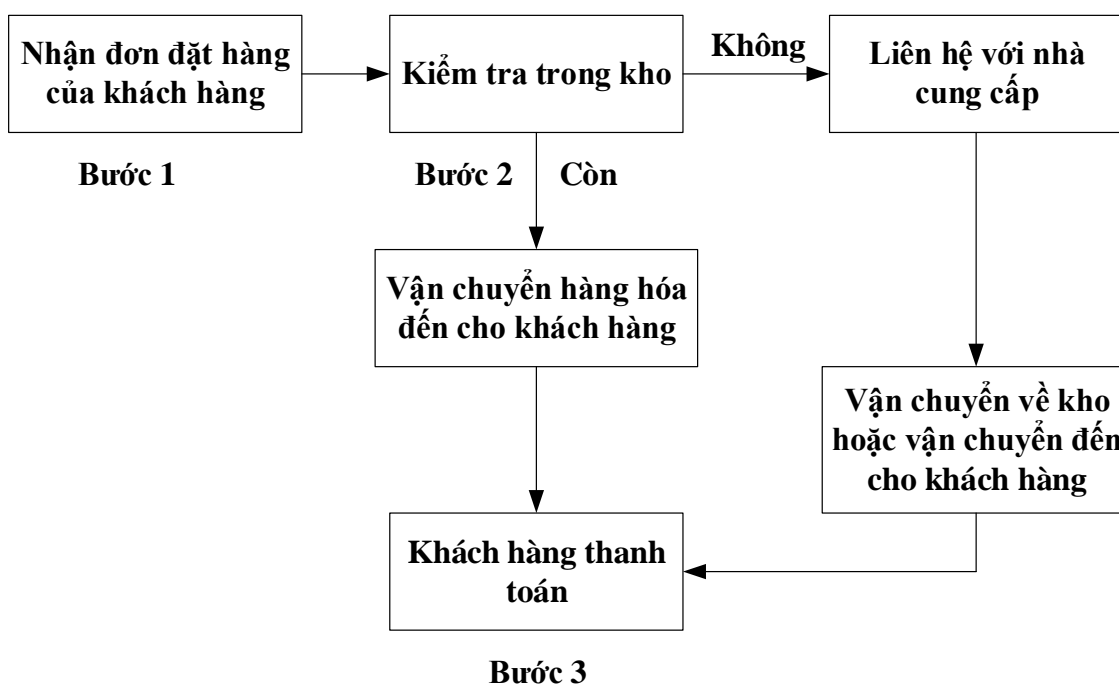 Nhận đơn đặt hàng
của khách hàng
Kiểm tra trong kho
Không
Liên hệ với nhà
cung cấp
Bước 1
Bước 2
Còn
Vận chuyển hàng hóa
đến cho khách hàng
Vận chuyển về kho
hoặc vận chuyển đến
cho khách hàng
Khách hàng thanh
toán
Bước 3